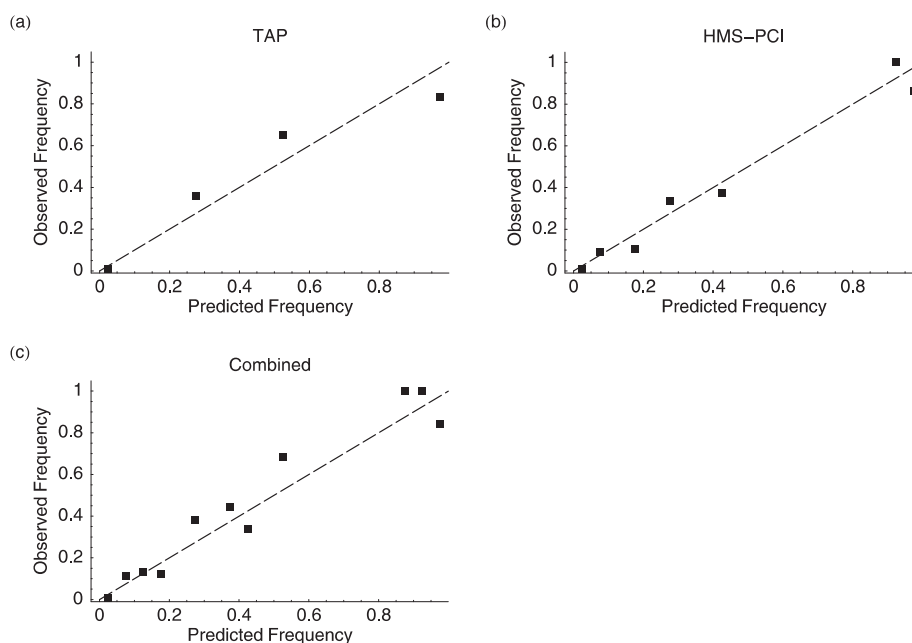 (a)
TAP
1
0.8
0.6
0.4
0.2
0
Observed Frequency
0 0.2 0.4 0.6 0.8
Predicted Frequency
(b)
HMS–PCI
1
0.8
0.6
0.4
0.2
0
Observed Frequency
0 0.2 0.4 0.6 0.8
Predicted Frequency
(c)
Combined
1
0.8
0.6
0.4
0.2
0
Observed Frequency
0 0.2 0.4 0.6 0.8
Predicted Frequency